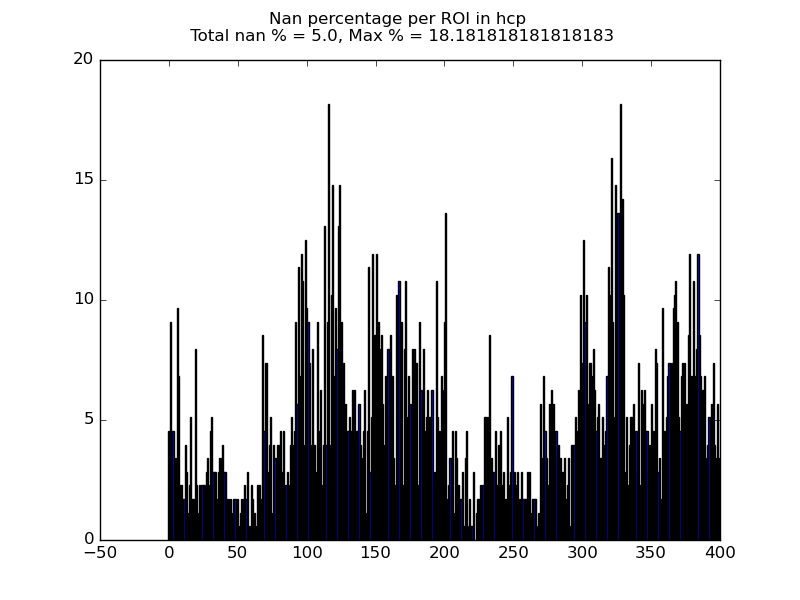 Nan percentage per ROI in hcp
Total nan % = 5.0, Max % = 18.181818181818183
20
15
10
5
0
−50 0 50 100 150 200 250 300 350 400